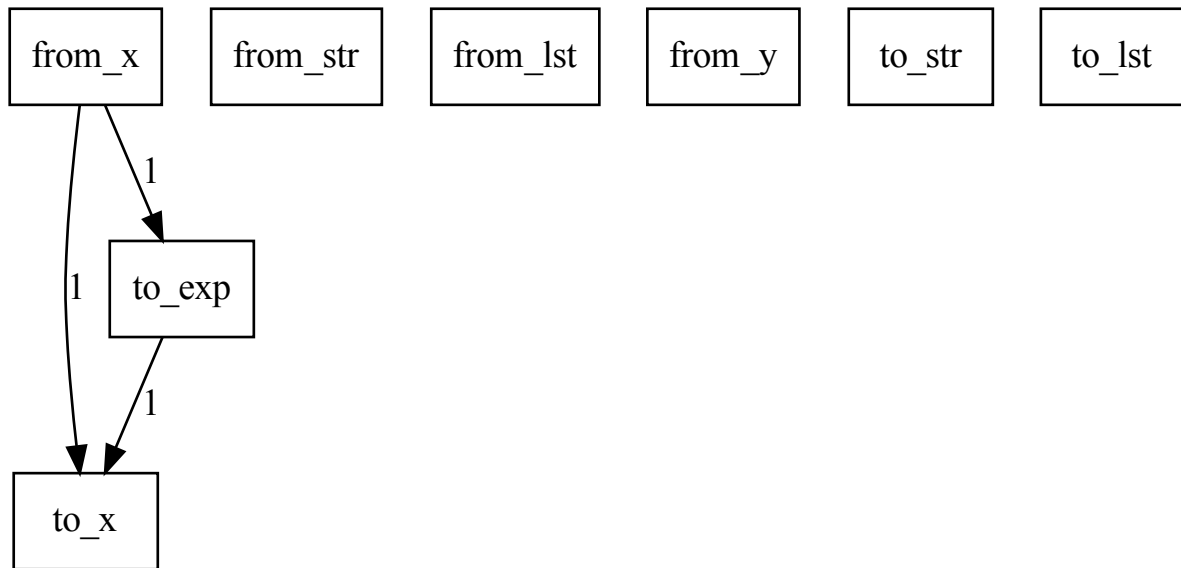 from_x
from_str
from_lst
from_y
to_str
to_lst
1
1
to_exp
1
to_x